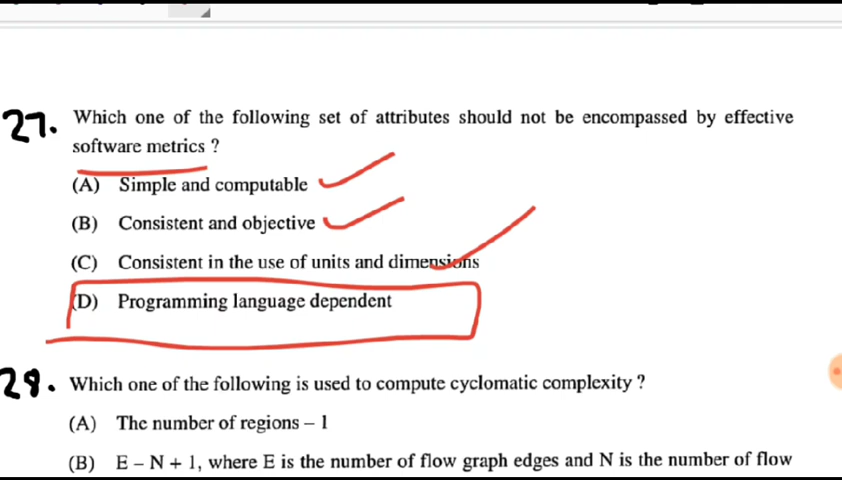 27. Which one of the following set of attributes should not be encompassed by effective
software metrics ?
(A) Simple and computable
(B) Consistent and objective
(C) Consistent in the use of units and dimensions
(D) Programming language dependent
28. Which one of the following is used to compute cyclomatic complexity ?
(A) The number of regions – 1
(B) E – N + 1, where E is the number of flow graph edges and N is the number of flow